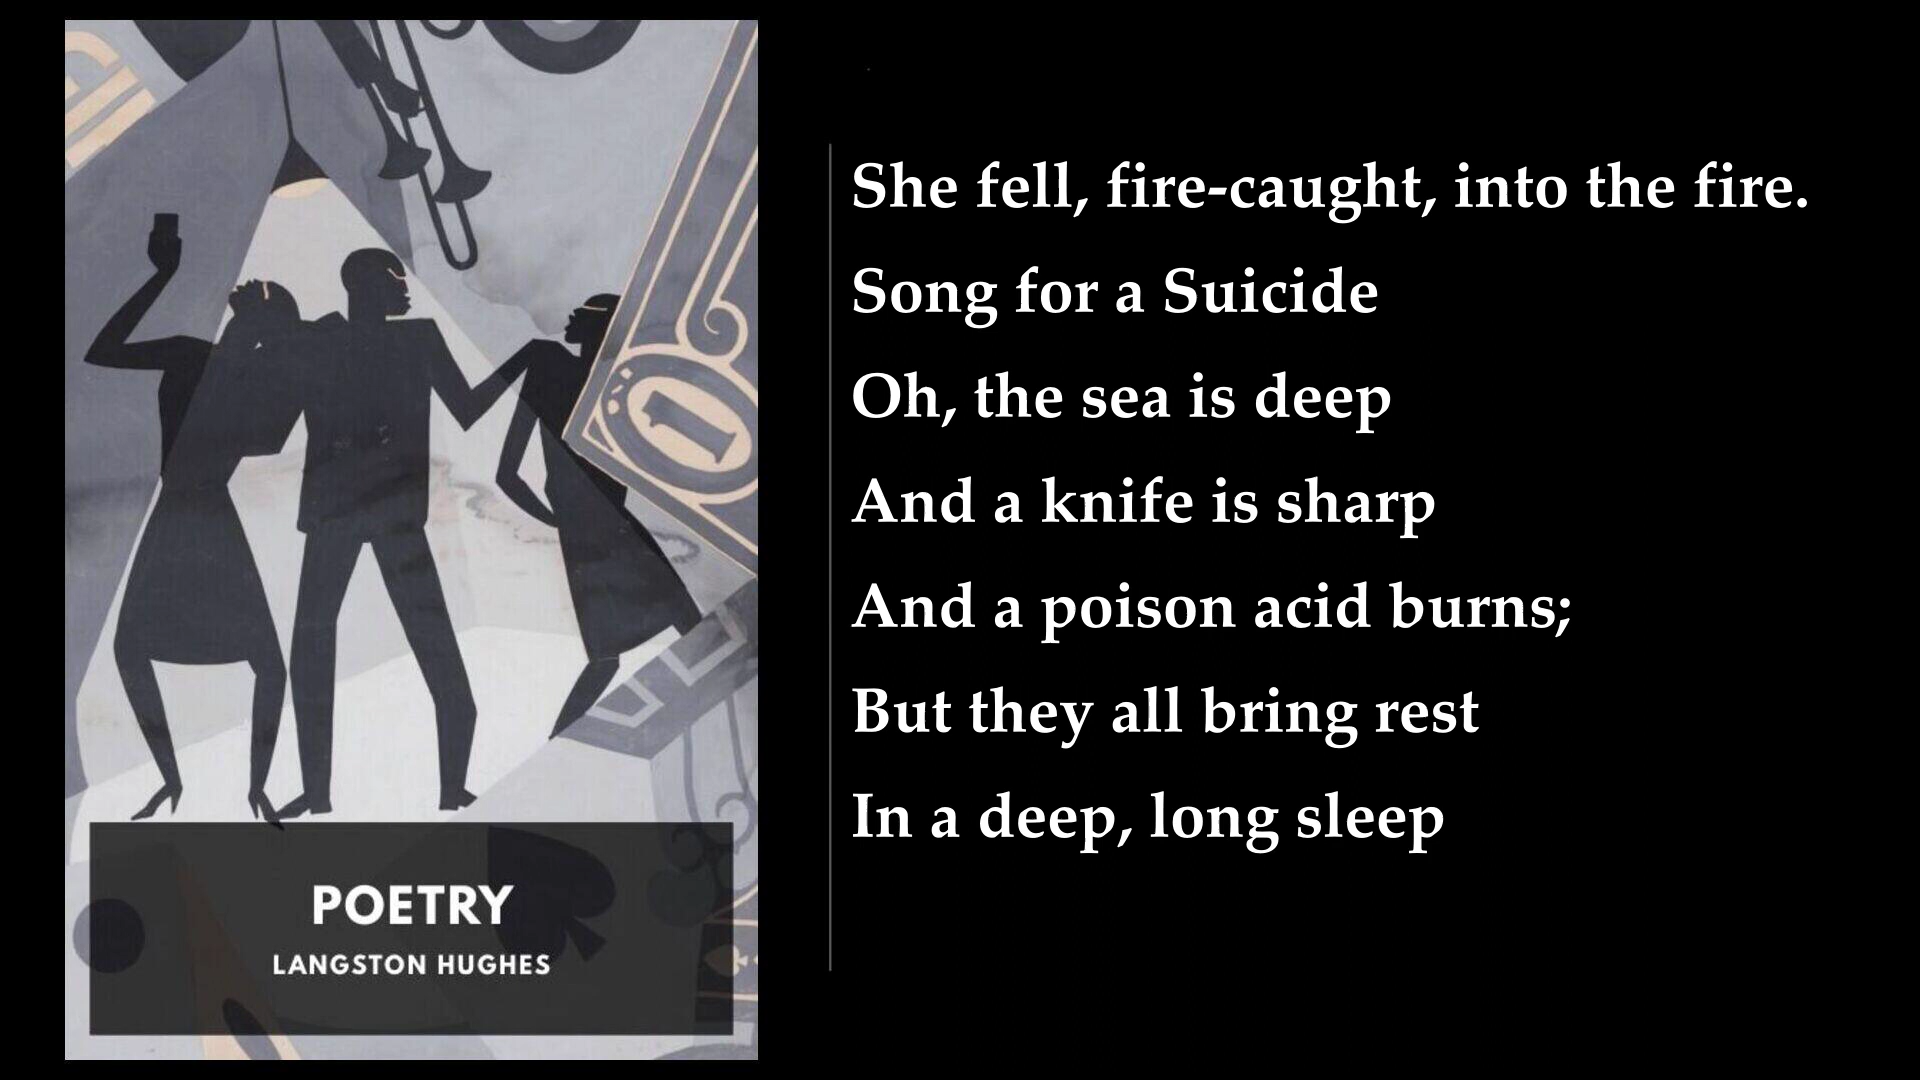 She fell, fire-caught, into the fire.
Song for a Suicide
Oh, the sea is deep
And a knife is sharp
And a poison acid burns;
But they all bring rest
In a deep, long sleep
POETRY
LANGSTON HUGHES